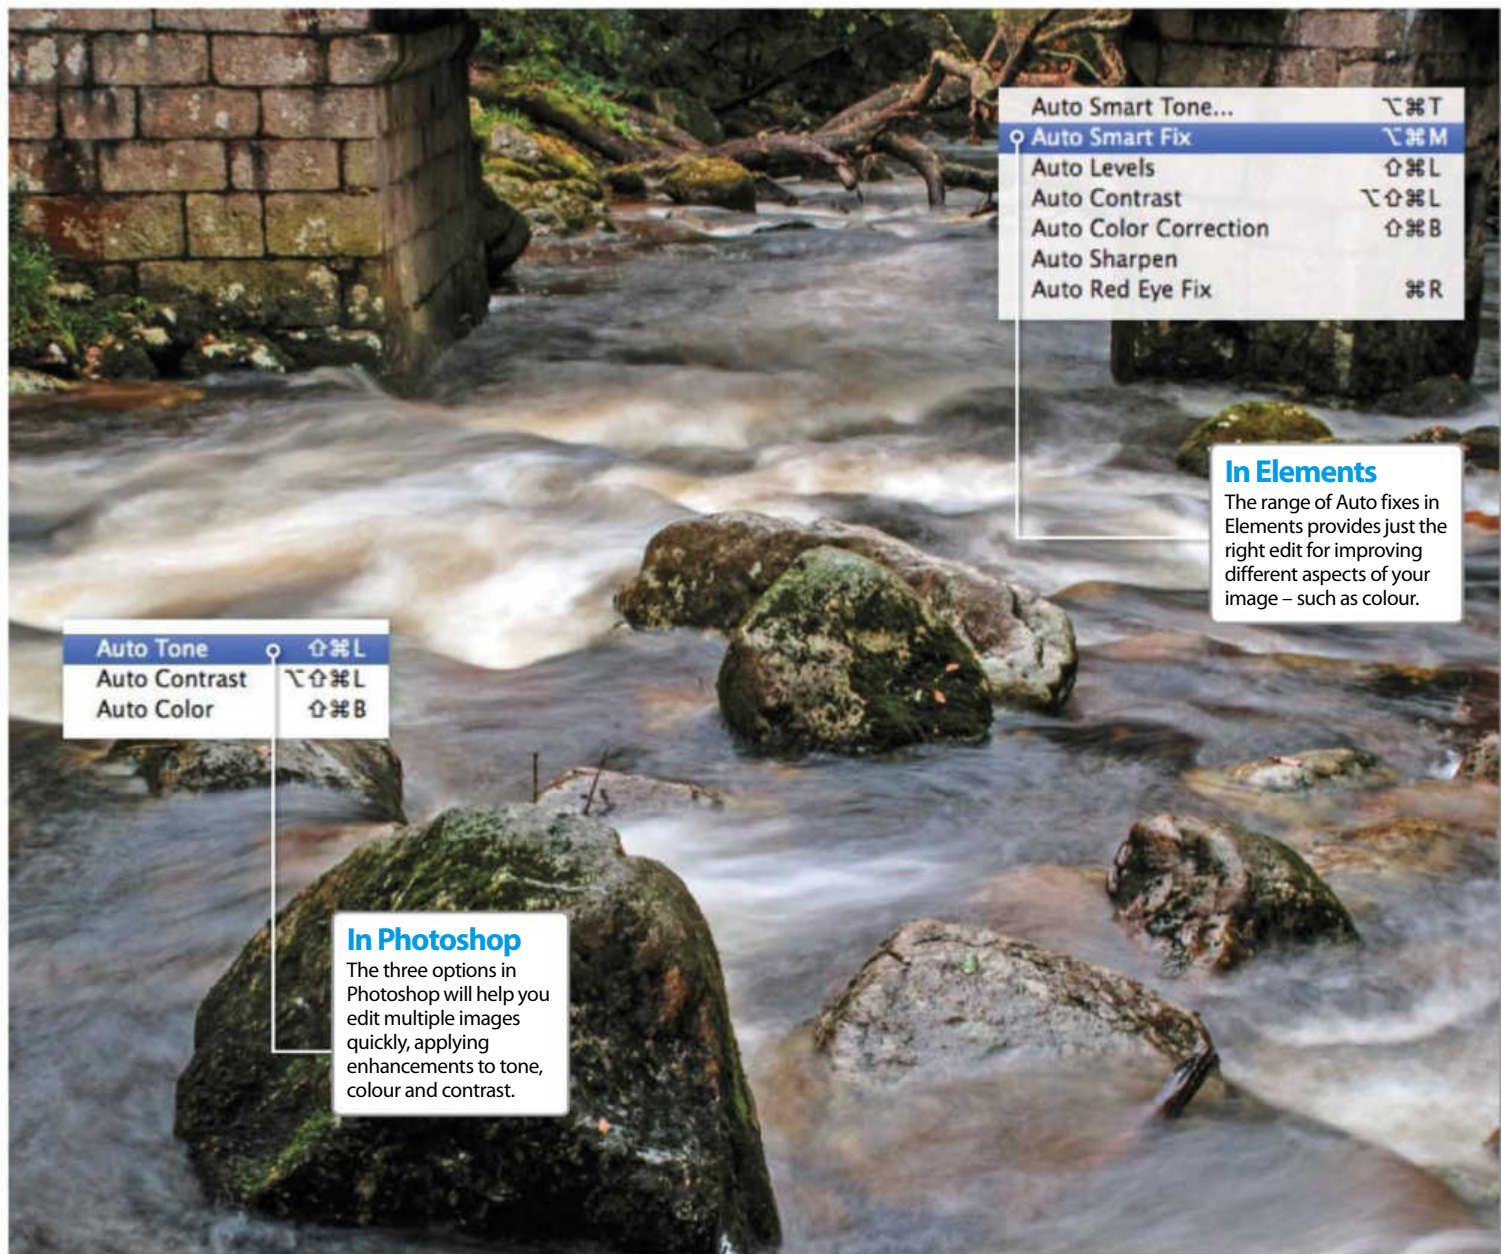 Auto Smart Tone... ⌥⌘T
Auto Smart Fix ⌥⌘M
Auto Levels ⇧⌘L
Auto Contrast ⌥⇧⌘L
Auto Color Correction ⇧⌘B
Auto Sharpen
Auto Red Eye Fix ⌘R
In Elements
The range of Auto fixes in
Elements provides just the
right edit for improving
different aspects of your
image – such as colour.
Auto Tone ⇧⌘L
Auto Contrast ⌥⇧⌘L
Auto Color ⇧⌘B
In Photoshop
The three options in
Photoshop will help you
edit multiple images
quickly, applying
enhancements to tone,
colour and contrast.